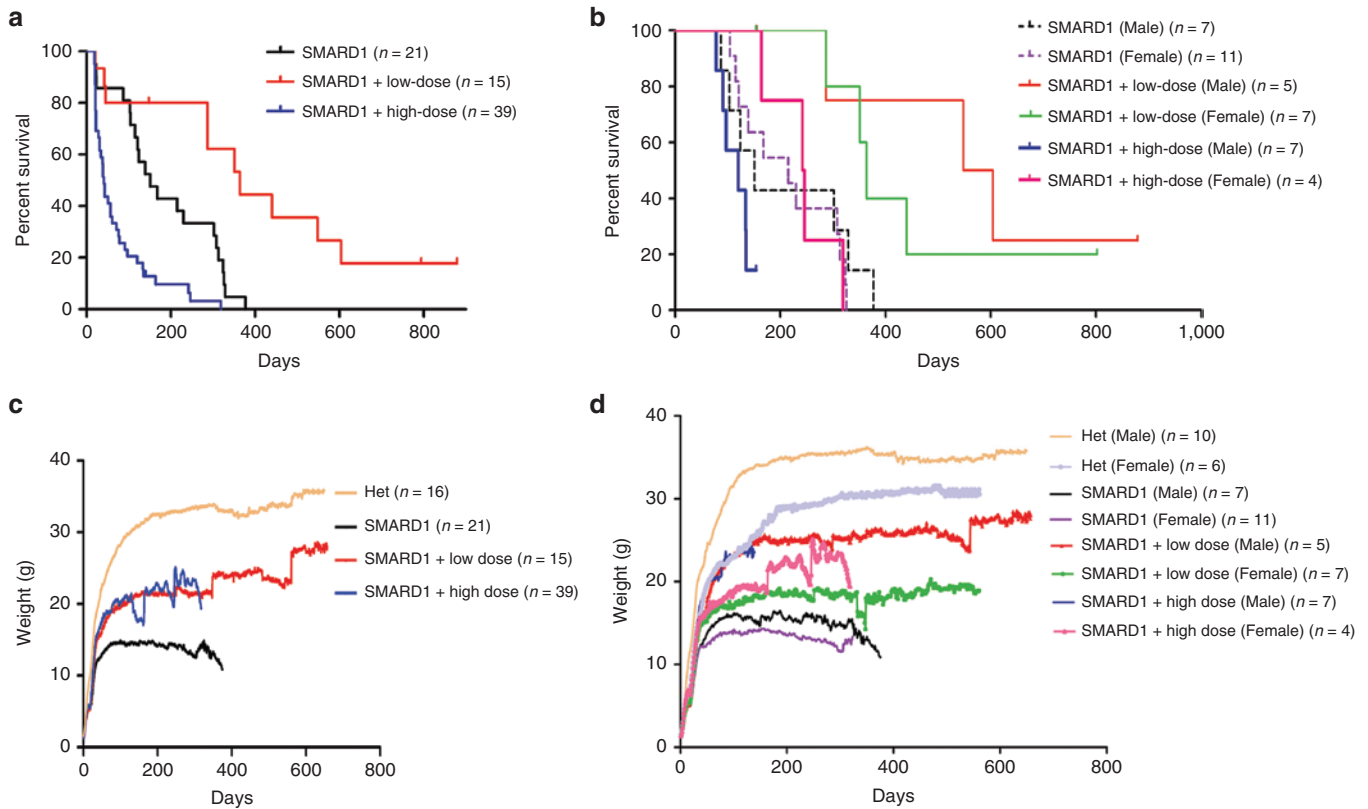 a
100
80
60
40
20
0
Percent survival
0 200 400 600 800
Days
SMARD1 (n = 21)
SMARD1 + low-dose (n = 15)
SMARD1 + high-dose (n = 39)
b
100
80
60
40
20
0
Percent survival
0 200 400 600 800 1,000
Days
SMARD1 (Male) (n = 7)
SMARD1 (Female) (n = 11)
SMARD1 + low-dose (Male) (n = 5)
SMARD1 + low-dose (Female) (n = 7)
SMARD1 + high-dose (Male) (n = 7)
SMARD1 + high-dose (Female) (n = 4)
c
40
30
20
10
0
Weight (g)
0 200 400 600 800
Days
Het (n = 16)
SMARD1 (n = 21)
SMARD1 + low dose (n = 15)
SMARD1 + high dose (n = 39)
d
40
30
20
10
0
Weight (g)
0 200 400 600 800
Days
Het (Male) (n = 10)
Het (Female) (n = 6)
SMARD1 (Male) (n = 7)
SMARD1 (Female) (n = 11)
SMARD1 + low dose (Male) (n = 5)
SMARD1 + low dose (Female) (n = 7)
SMARD1 + high dose (Male) (n = 7)
SMARD1 + high dose (Female) (n = 4)